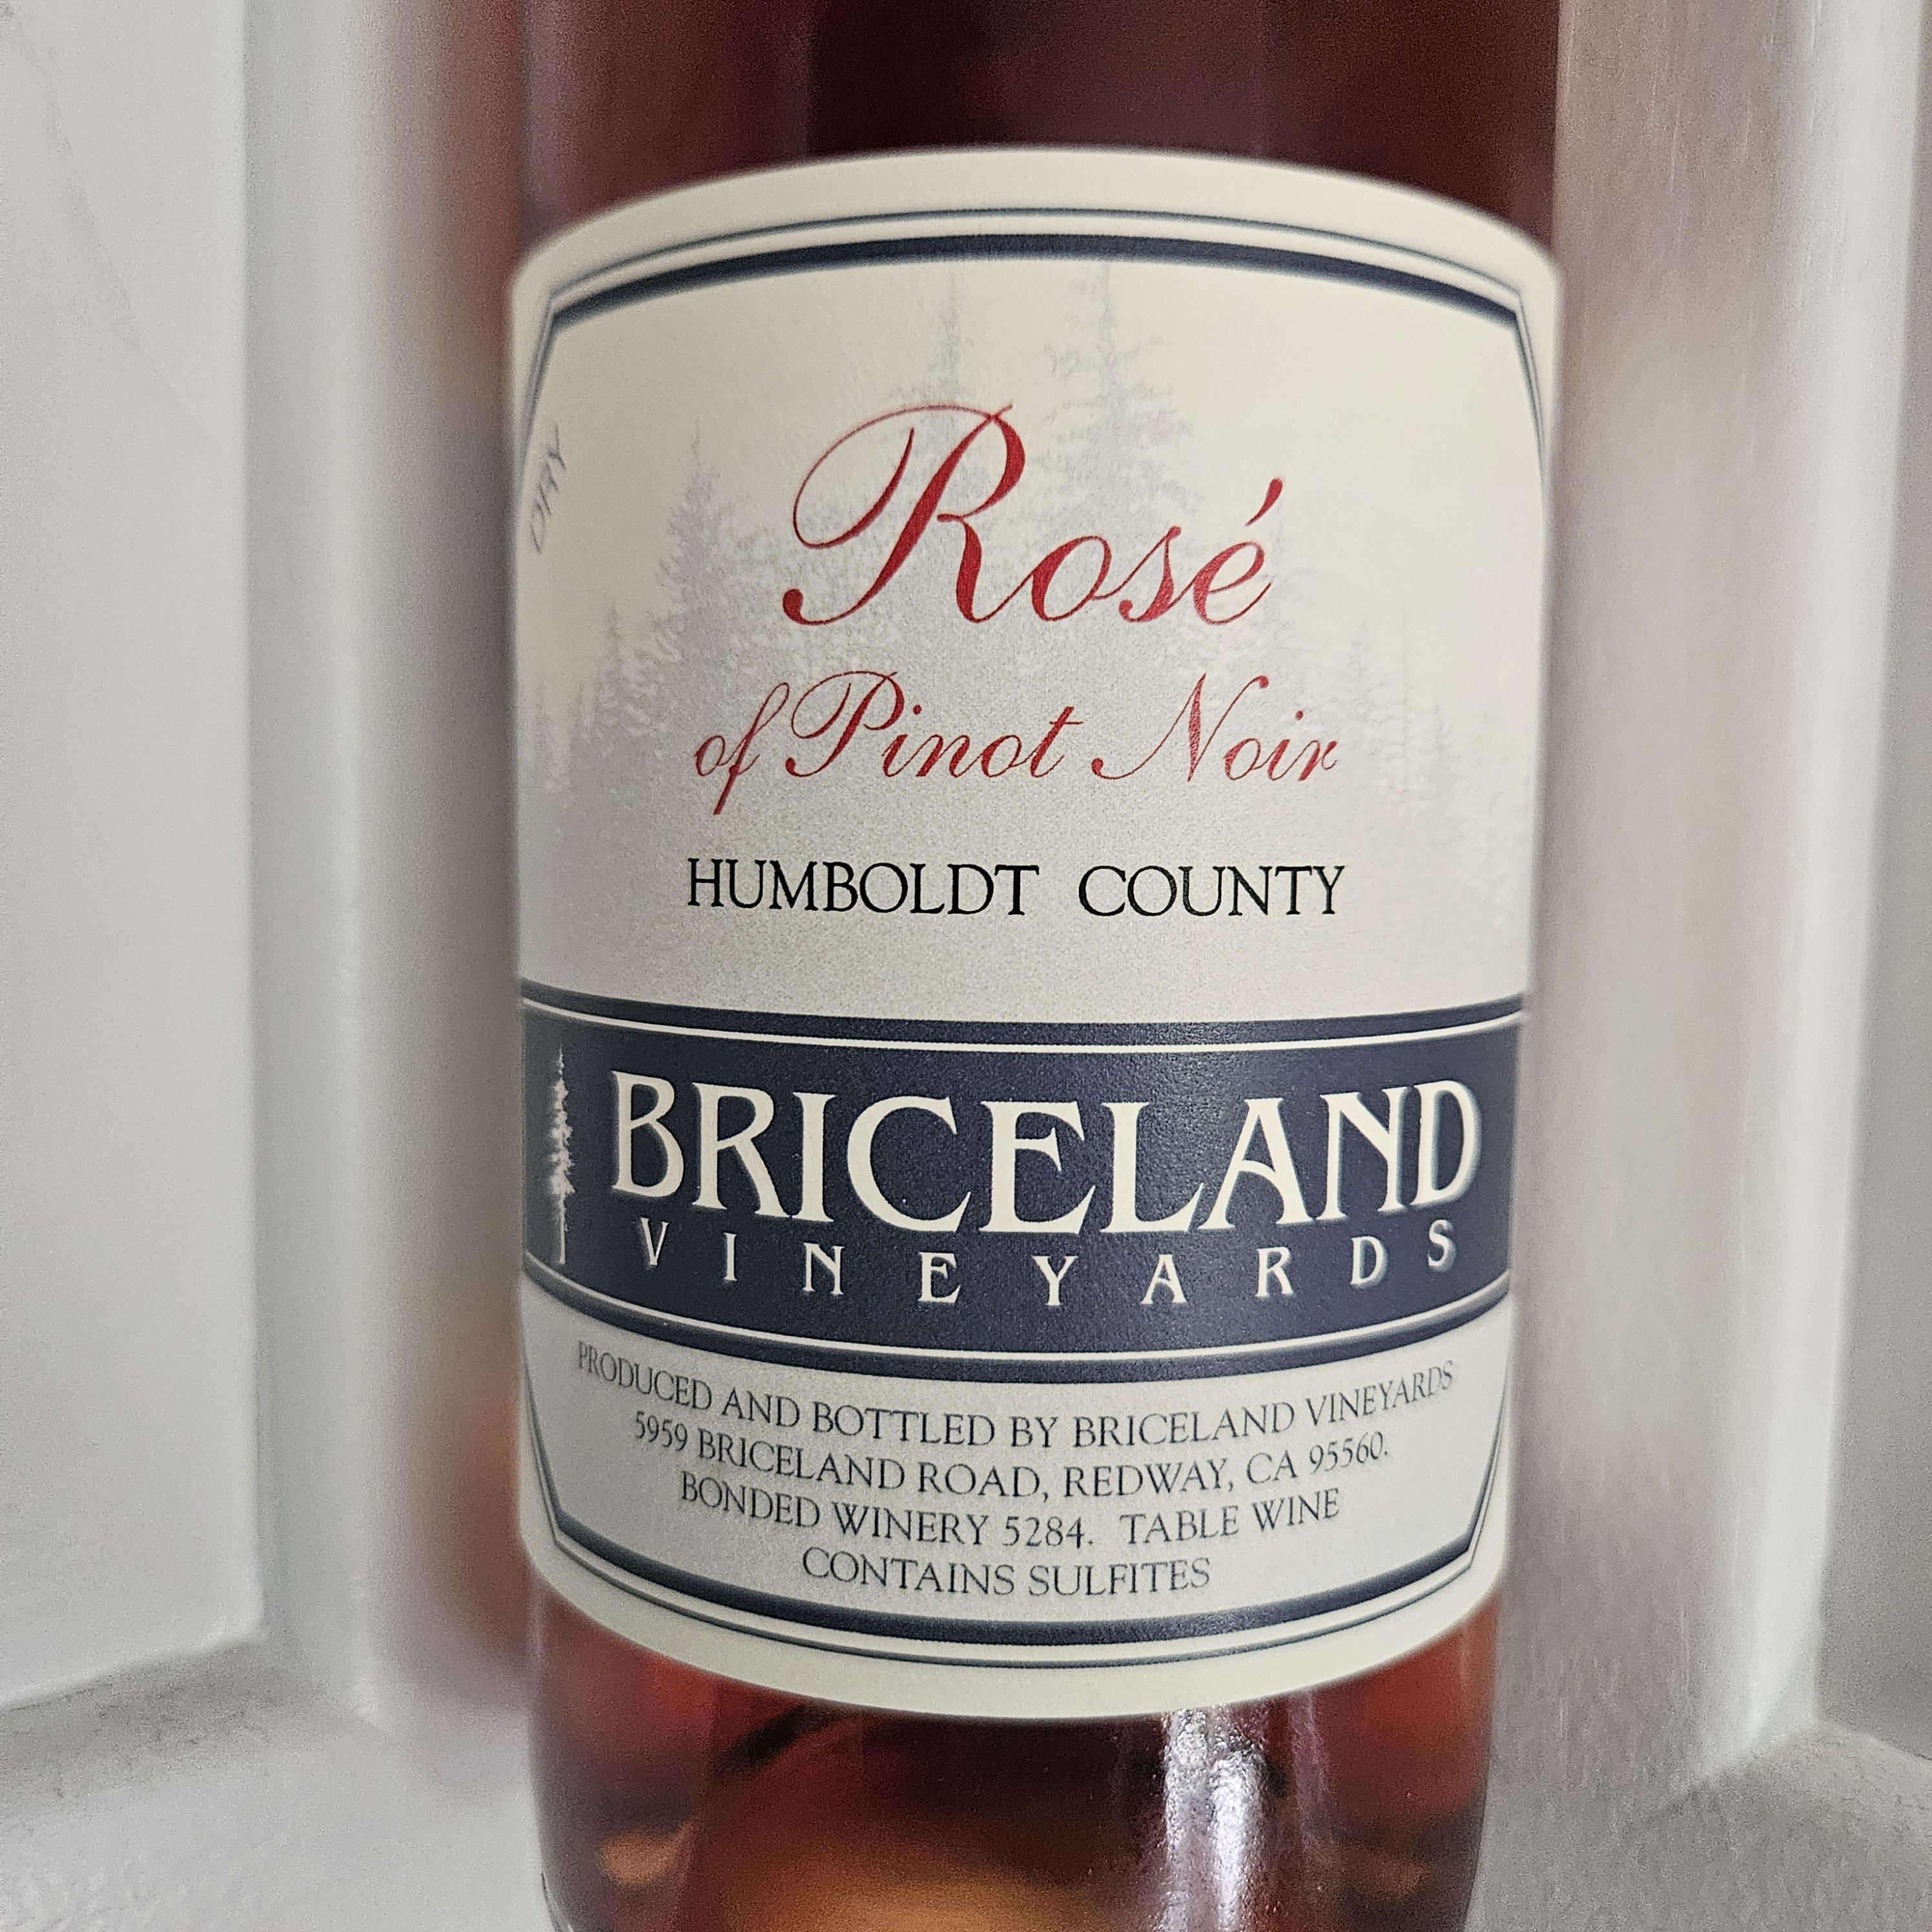 DRY
Rosé
of Pinot Noir
HUMBOLDT COUNTY
BRICELAND
VINEYARDS
PRODUCED AND BOTTLED BY BRICELAND VINEYARDS
5959 BRICELAND ROAD, REDWAY, CA 95560.
BONDED WINERY 5284. TABLE WINE
CONTAINS SULFITES